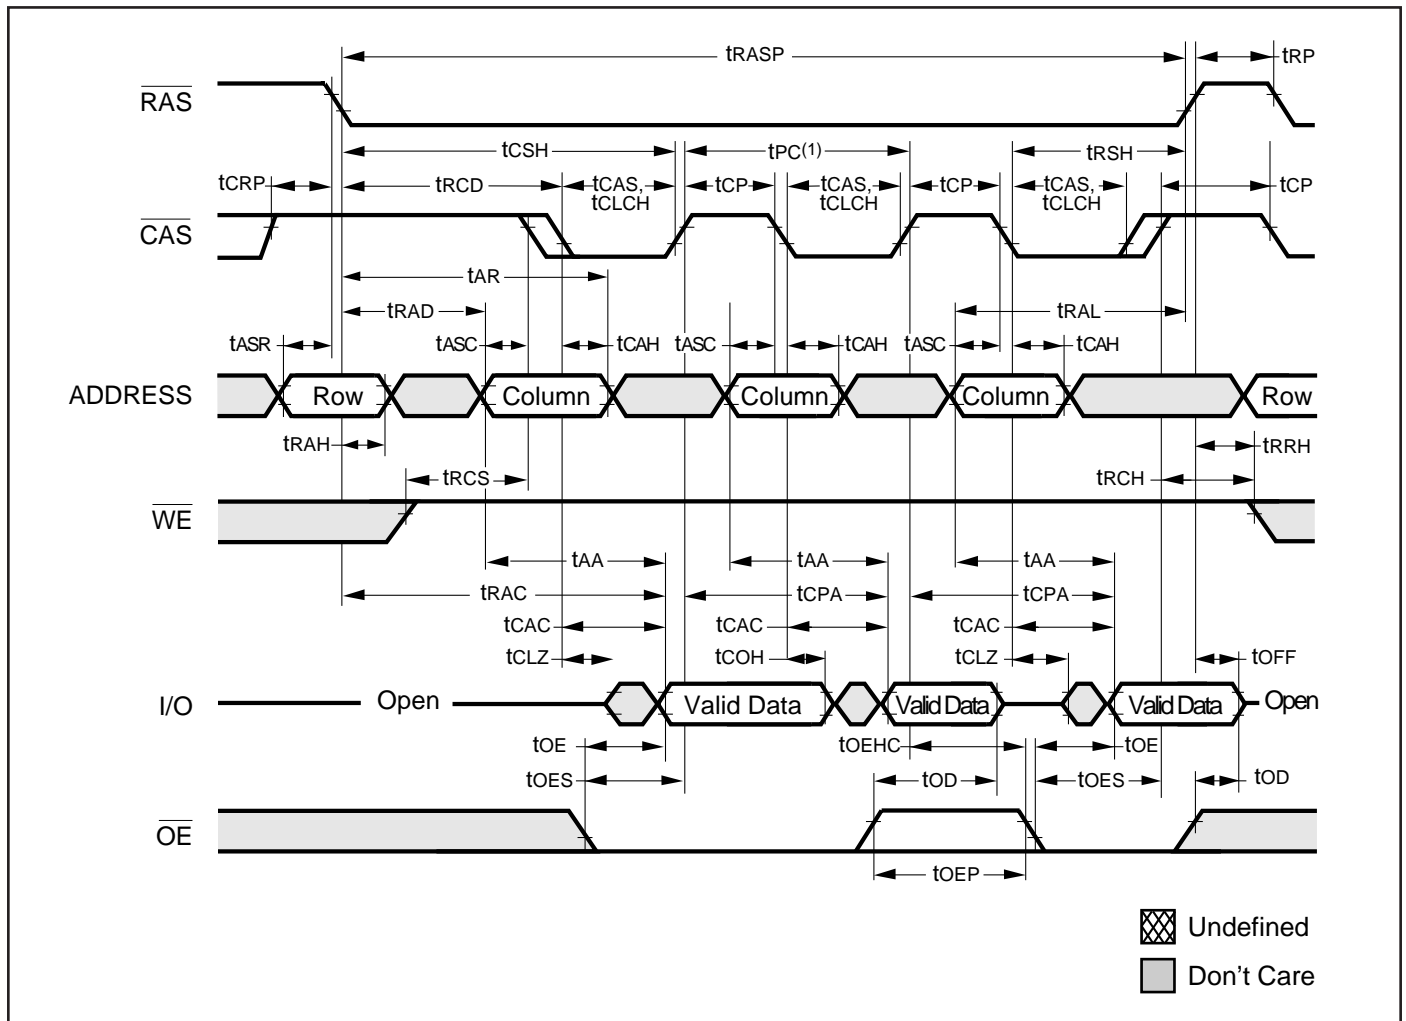 tRASP tRP
RAS
tCSH tPC(1) tRSH
tCRP tRCD tCAS, tCP tCAS, tCP tCAS, tCP
tCLCH tCLCH tCLCH
CAS
tAR
tRAD tRAL
tASR tASC tCAH tASC tCAH tASC tCAH
ADDRESS Row Column Column Column Row
tRAH tRRH
tRCS tRCH
WE
tAA tAA tAA
tRAC tCPA tCPA
tCAC tCAC tCAC
tCLZ tCOH tCLZ tOFF
I/O Open Valid Data Valid Data Valid Data Open
tOE tOEHC tOE
tOES tOD tOES tOD
OE
tOEP
Undefined
Don't Care